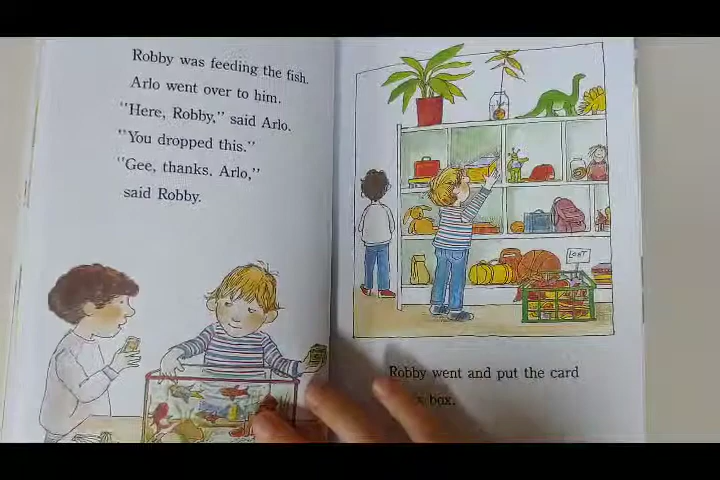 Robby was feeding the fish.
Arlo went over to him.
"Here, Robby," said Arlo.
"You dropped this."
"Gee, thanks, Arlo,"
said Robby.
LOST
Robby went and put the card
box.